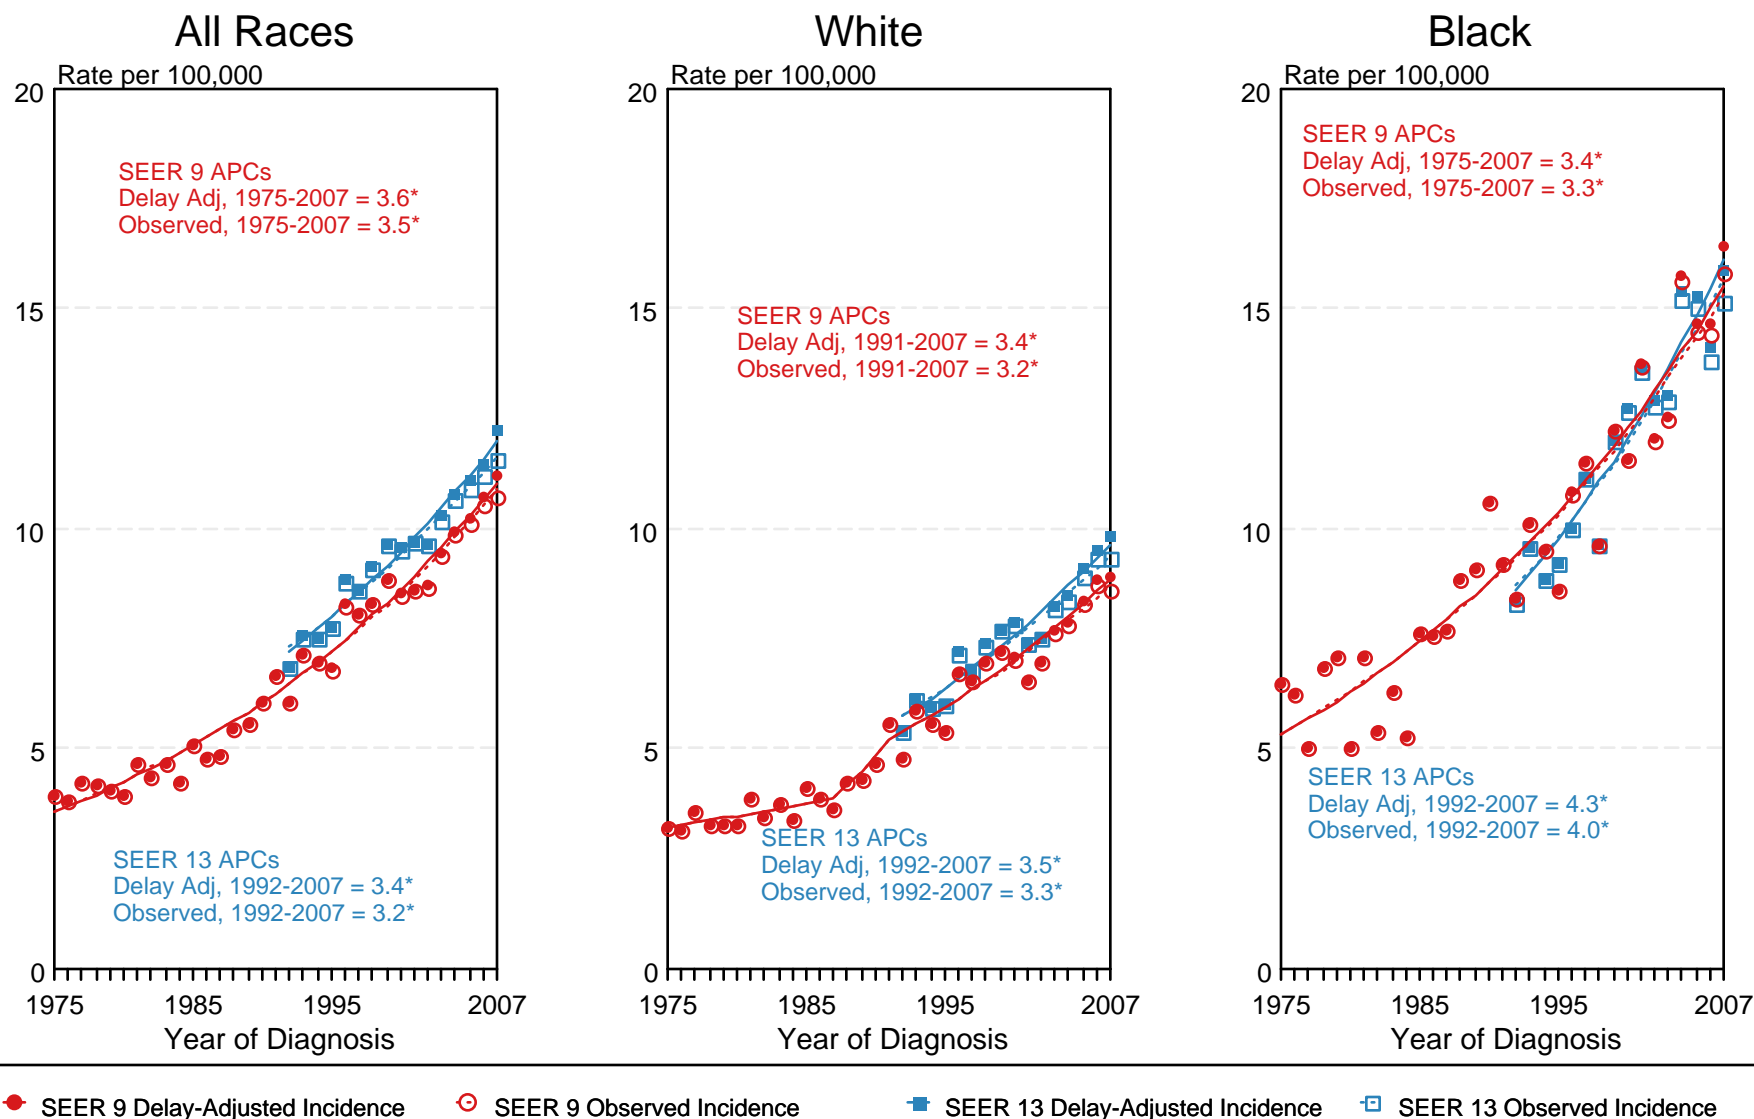 All Races
White
Black
Rate per 100,000
Rate per 100,000
Rate per 100,000
20
15
10
5
0
SEER 9 APCs
Delay Adj, 1975-2007 = 3.6*
Observed, 1975-2007 = 3.5*
SEER 13 APCs
Delay Adj, 1992-2007 = 3.4*
Observed, 1992-2007 = 3.2*
1975 1985 1995 2007
Year of Diagnosis
20
15
10
5
0
SEER 9 APCs
Delay Adj, 1991-2007 = 3.4*
Observed, 1991-2007 = 3.2*
SEER 13 APCs
Delay Adj, 1992-2007 = 3.5*
Observed, 1992-2007 = 3.3*
1975 1985 1995 2007
Year of Diagnosis
20
15
10
5
0
SEER 9 APCs
Delay Adj, 1975-2007 = 3.4*
Observed, 1975-2007 = 3.3*
SEER 13 APCs
Delay Adj, 1992-2007 = 4.3*
Observed, 1992-2007 = 4.0*
1975 1985 1995 2007
Year of Diagnosis
SEER 9 Delay-Adjusted Incidence
SEER 9 Observed Incidence
SEER 13 Delay-Adjusted Incidence
SEER 13 Observed Incidence